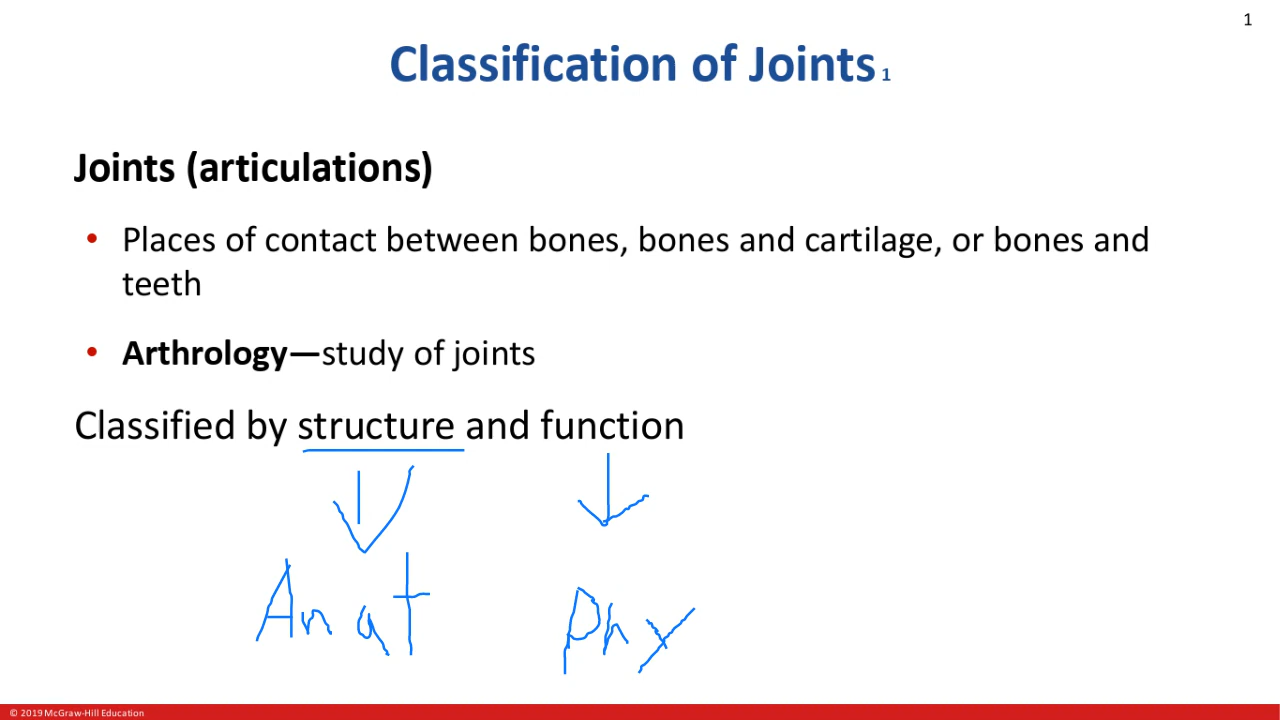 1
Classification of Joints 1
Joints (articulations)
• Places of contact between bones, bones and cartilage, or bones and
teeth
• Arthrology—study of joints
Classified by structure and function
Anat Phy
© 2019 McGraw-Hill Education